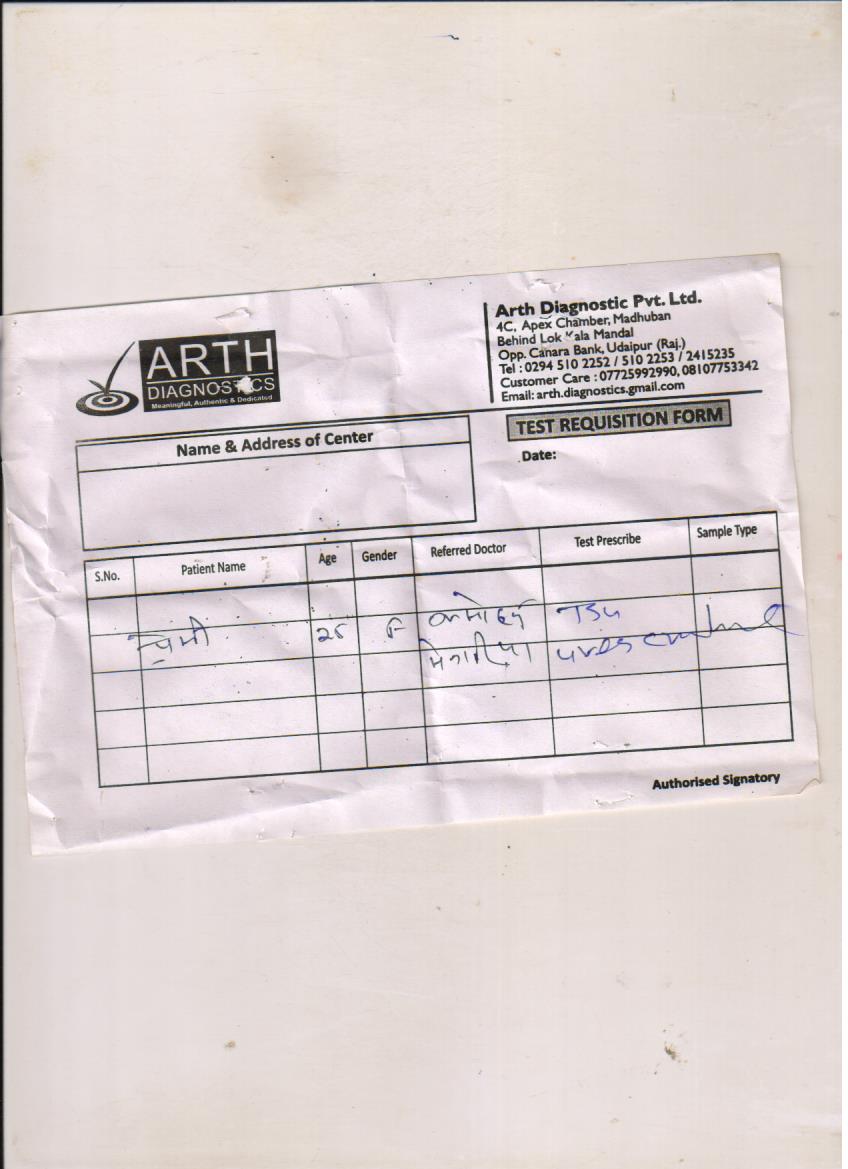 ARTH
DIAGNOSTICS
Meaningful, Authentic & Dedicated
Arth Diagnostic Pvt. Ltd.
4C, Apex Chamber, Madhuban
Behind Lok Kala Mandal
Opp. Canara Bank, Udaipur (Raj.)
Tel : 0294 510 2252 / 510 2253 / 2415235
Customer Care : 07725992990, 08107753342
Email: arth.diagnostics.gmail.com
TEST REQUISITION FORM
Name & Address of Center
Date:
S.No. Patient Name Age Gender Referred Doctor Test Prescribe Sample Type
25 F
Authorised Signatory